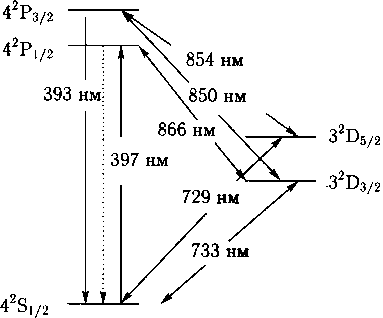 4²P₃/₂
4²P₁/₂
854 нм
393 нм
850 нм
866 нм
3²D₅/₂
397 нм
3²D₃/₂
729 нм
733 нм
4²S₁/₂